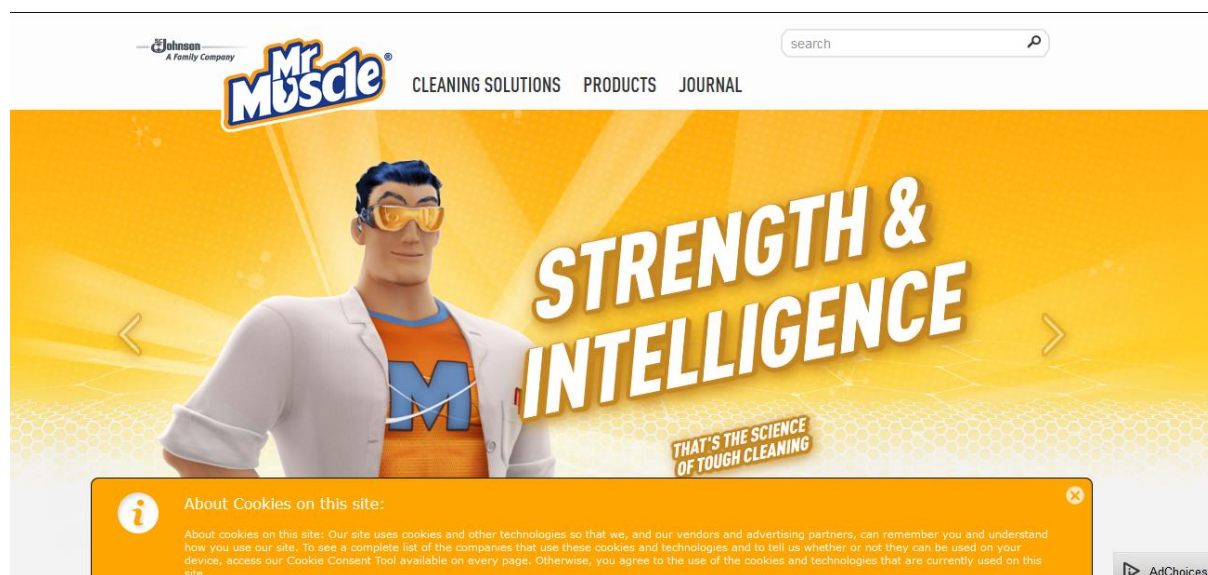 SC Johnson
A Family Company
Mr
Muscle®
search
CLEANING SOLUTIONS PRODUCTS JOURNAL
STRENGTH &
INTELLIGENCE
M
THAT'S THE SCIENCE
OF TOUGH CLEANING
i
About Cookies on this site:
About cookies on this site: Our site uses cookies and other technologies so that we, and our vendors and advertising partners, can remember you and understand
how you use our site. To see a complete list of the companies that use these cookies and technologies and to tell us whether or not they can be used on your
device, access our Cookie Consent Tool available on every page. Otherwise, you agree to the use of the cookies and technologies that are currently used on this
site.
AdChoices